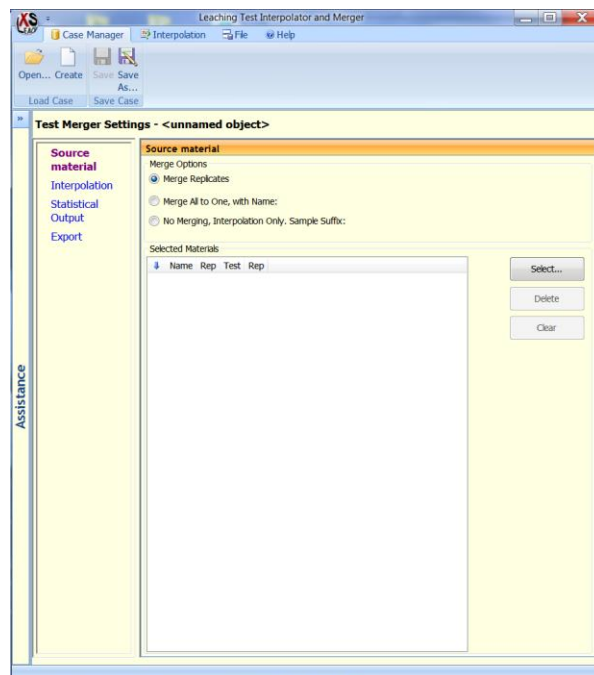 Leaching Test Interpolator and Merger
Case Manager Interpolation File Help
Open... Create Save Save As...
Load Case Save Case
Test Merger Settings - <unnamed object>
Source material
Interpolation
Statistical Output
Export
Source material
Merge Options
Merge Replicates
Merge All to One, with Name:
No Merging, Interpolation Only. Sample Suffix:
Selected Materials
Name Rep Test Rep
Select...
Delete
Clear
Assistance